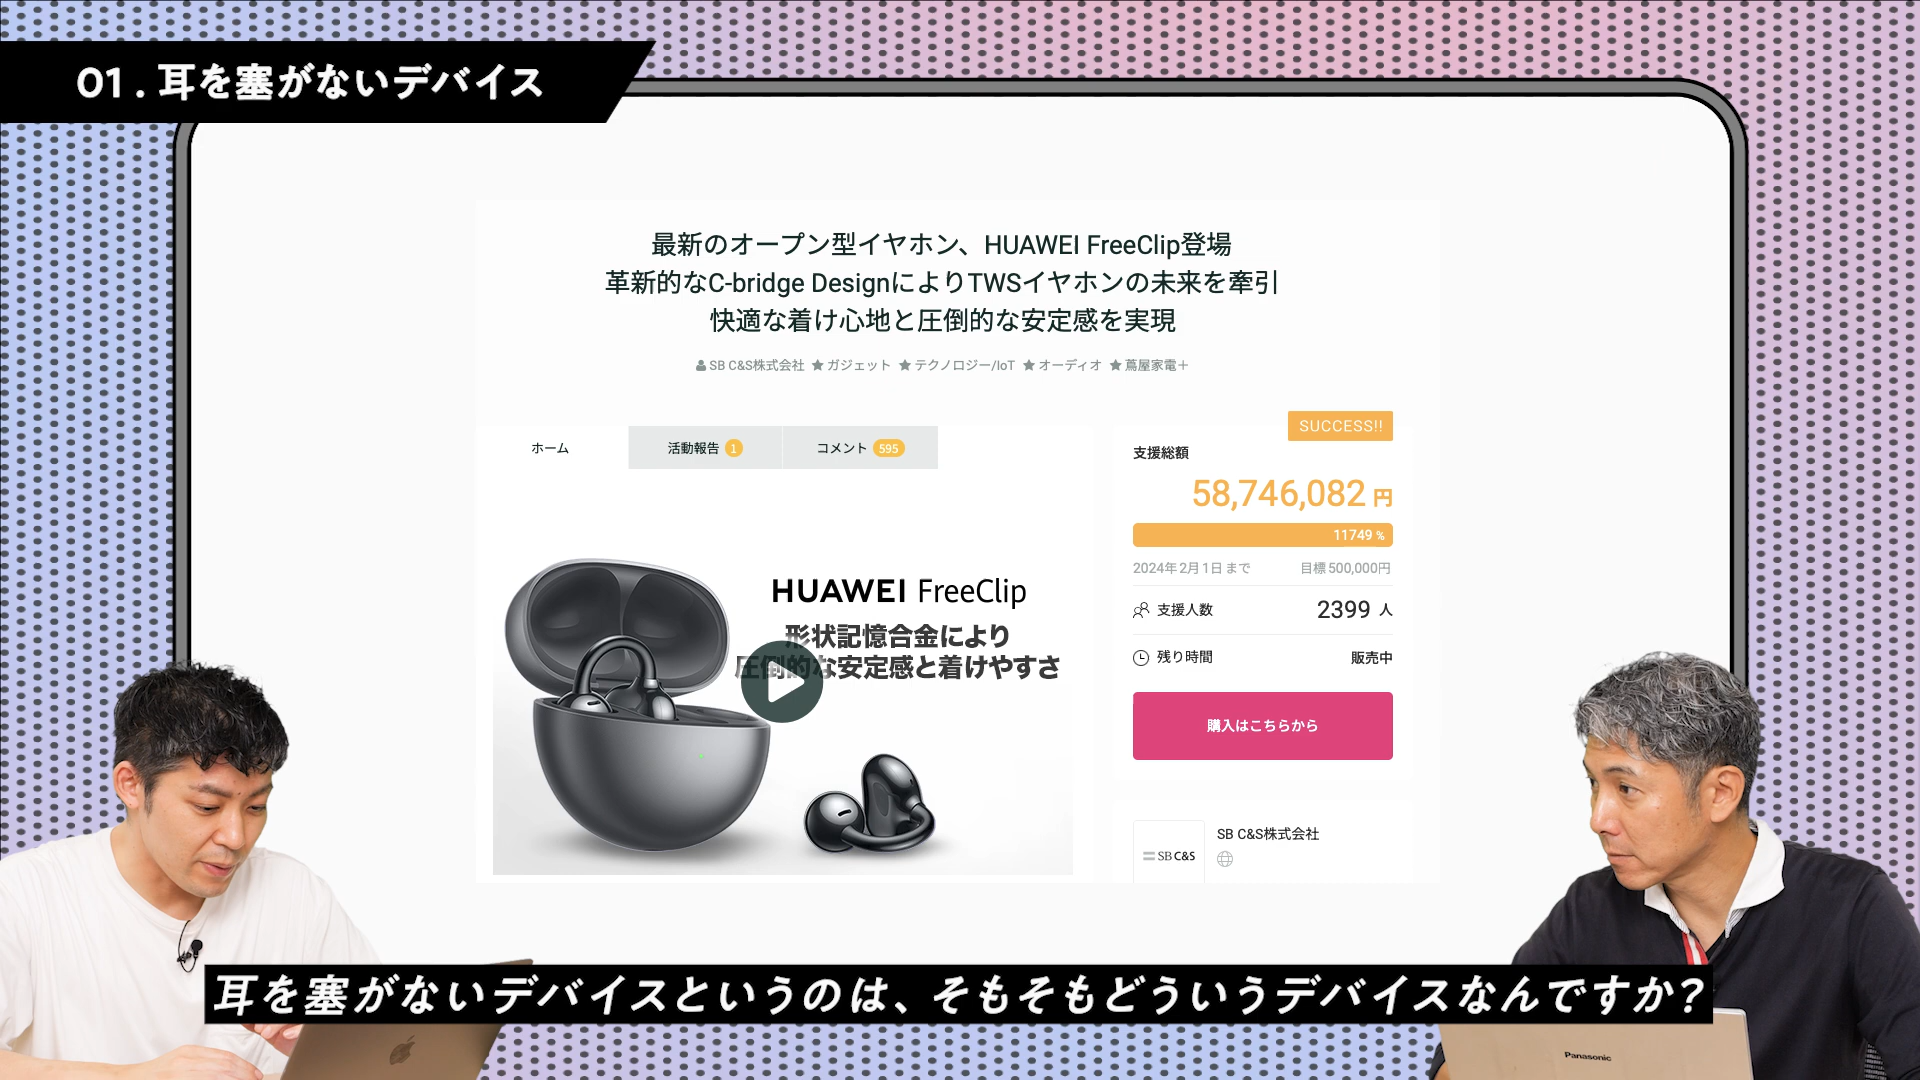 01 . 耳を塞がないデバイス
最新のオープン型イヤホン、HUAWEI FreeClip登場
革新的なC-bridge DesignによりTWSイヤホンの未来を牽引
快適な着け心地と圧倒的な安定感を実現
SB C&S株式会社 ガジェット テクノロジー/IoT オーディオ 蔦屋家電＋
ホーム 活動報告 1 コメント 595
SUCCESS!!
支援総額
58,746,082 円
11749 %
2024年2月1日まで 目標500,000円
支援人数 2399 人
残り時間 販売中
購入はこちらから
HUAWEI FreeClip
形状記憶合金により
圧倒的な安定感と着けやすさ
SB C&S株式会社
SB C&S
耳を塞がないデバイスというのは、そもそもどういうデバイスなんですか？
Panasonic